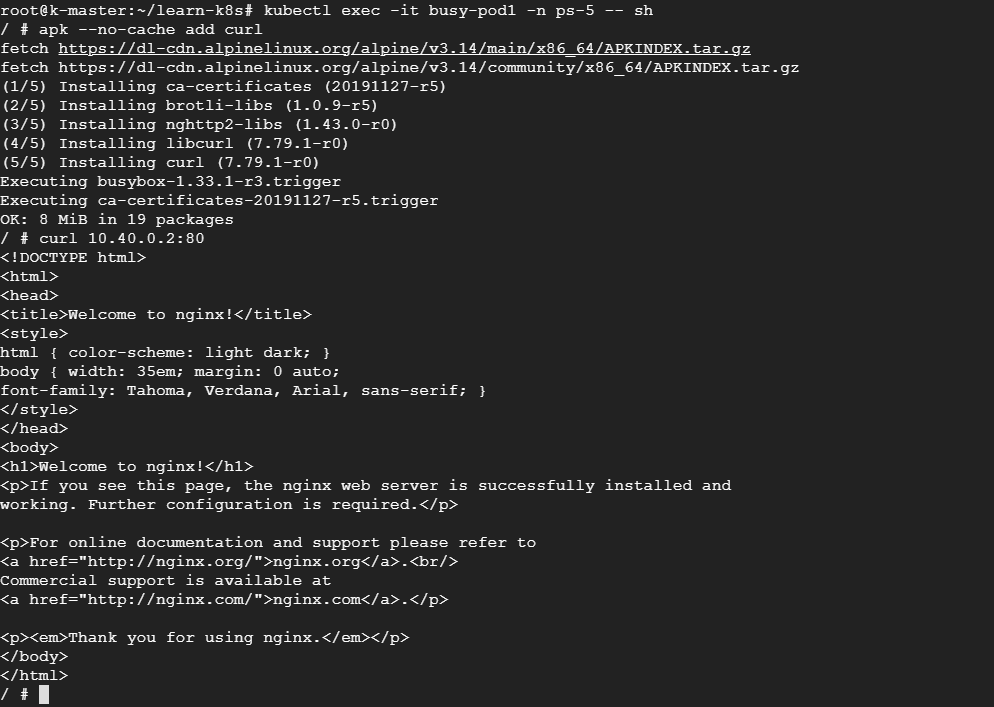 root@k-master:~/learn-k8s# kubectl exec -it busy-pod1 -n ps-5 -- sh
/ # apk --no-cache add curl
fetch https://dl-cdn.alpinelinux.org/alpine/v3.14/main/x86_64/APKINDEX.tar.gz
fetch https://dl-cdn.alpinelinux.org/alpine/v3.14/community/x86_64/APKINDEX.tar.gz
(1/5) Installing ca-certificates (20191127-r5)
(2/5) Installing brotli-libs (1.0.9-r5)
(3/5) Installing nghttp2-libs (1.43.0-r0)
(4/5) Installing libcurl (7.79.1-r0)
(5/5) Installing curl (7.79.1-r0)
Executing busybox-1.33.1-r3.trigger
Executing ca-certificates-20191127-r5.trigger
OK: 8 MiB in 19 packages
/ # curl 10.40.0.2:80
<!DOCTYPE html>
<html>
<head>
<title>Welcome to nginx!</title>
<style>
html { color-scheme: light dark; }
body { width: 35em; margin: 0 auto;
font-family: Tahoma, Verdana, Arial, sans-serif; }
</style>
</head>
<body>
<h1>Welcome to nginx!</h1>
<p>If you see this page, the nginx web server is successfully installed and
working. Further configuration is required.</p>

<p>For online documentation and support please refer to
<a href="http://nginx.org/">nginx.org</a>.<br/>
Commercial support is available at
<a href="http://nginx.com/">nginx.com</a>.</p>

<p><em>Thank you for using nginx.</em></p>
</body>
</html>
/ #